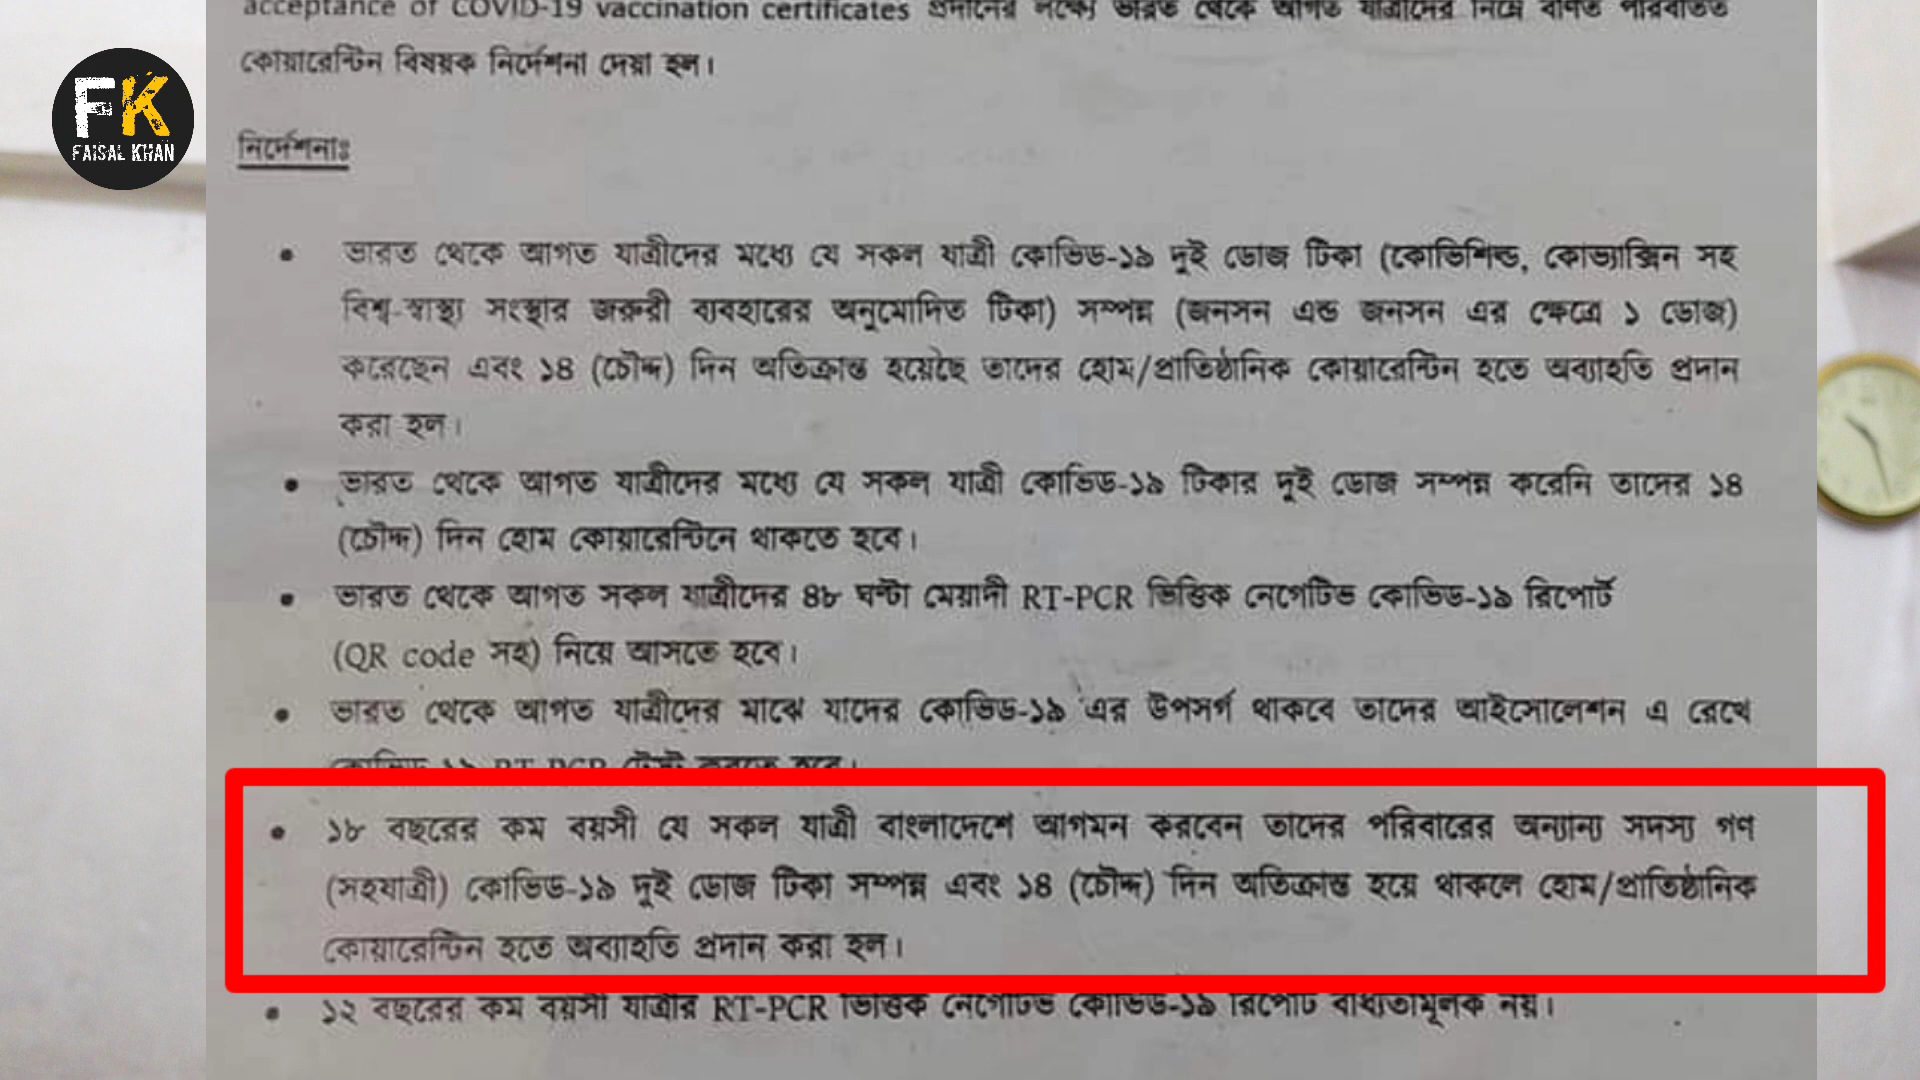 acceptance of COVID-19 vaccination certificates প্রদানের লক্ষ্যে ভারত থেকে আগত যাত্রীদের নিম্নে বর্ণিত পরিবর্তিত
কোয়ারেন্টিন বিষয়ক নির্দেশনা দেয়া হল।
FK
FAISAL KHAN
নির্দেশনাঃ
• ভারত থেকে আগত যাত্রীদের মধ্যে যে সকল যাত্রী কোভিড-১৯ দুই ডোজ টিকা (কোভিশিল্ড, কোভ্যাক্সিন সহ
বিশ্ব-স্বাস্থ্য সংস্থার জরুরী ব্যবহারের অনুমোদিত টিকা) সম্পন্ন (জনসন এন্ড জনসন এর ক্ষেত্রে ১ ডোজ)
করেছেন এবং ১৪ (চৌদ্দ) দিন অতিক্রান্ত হয়েছে তাদের হোম/প্রাতিষ্ঠানিক কোয়ারেন্টিন হতে অব্যাহতি প্রদান
করা হল।
• ভারত থেকে আগত যাত্রীদের মধ্যে যে সকল যাত্রী কোভিড-১৯ টিকার দুই ডোজ সম্পন্ন করেনি তাদের ১৪
(চৌদ্দ) দিন হোম কোয়ারেন্টিনে থাকতে হবে।
• ভারত থেকে আগত সকল যাত্রীদের ৪৮ ঘন্টা মেয়াদী RT-PCR ভিত্তিক নেগেটিভ কোভিড-১৯ রিপোর্ট
(QR code সহ) নিয়ে আসতে হবে।
• ভারত থেকে আগত যাত্রীদের মাঝে যাদের কোভিড-১৯ এর উপসর্গ থাকবে তাদের আইসোলেশন এ রেখে
কোভিড-১৯ RT-PCR টেস্ট করতে হবে।
• ১৮ বছরের কম বয়সী যে সকল যাত্রী বাংলাদেশে আগমন করবেন তাদের পরিবারের অন্যান্য সদস্য গণ
(সহযাত্রী) কোভিড-১৯ দুই ডোজ টিকা সম্পন্ন এবং ১৪ (চৌদ্দ) দিন অতিক্রান্ত হয়ে থাকলে হোম/প্রাতিষ্ঠানিক
কোয়ারেন্টিন হতে অব্যাহতি প্রদান করা হল।
• ১২ বছরের কম বয়সী যাত্রীর RT-PCR ভিত্তিক নেগেটিভ কোভিড-১৯ রিপোর্ট বাধ্যতামূলক নয়।